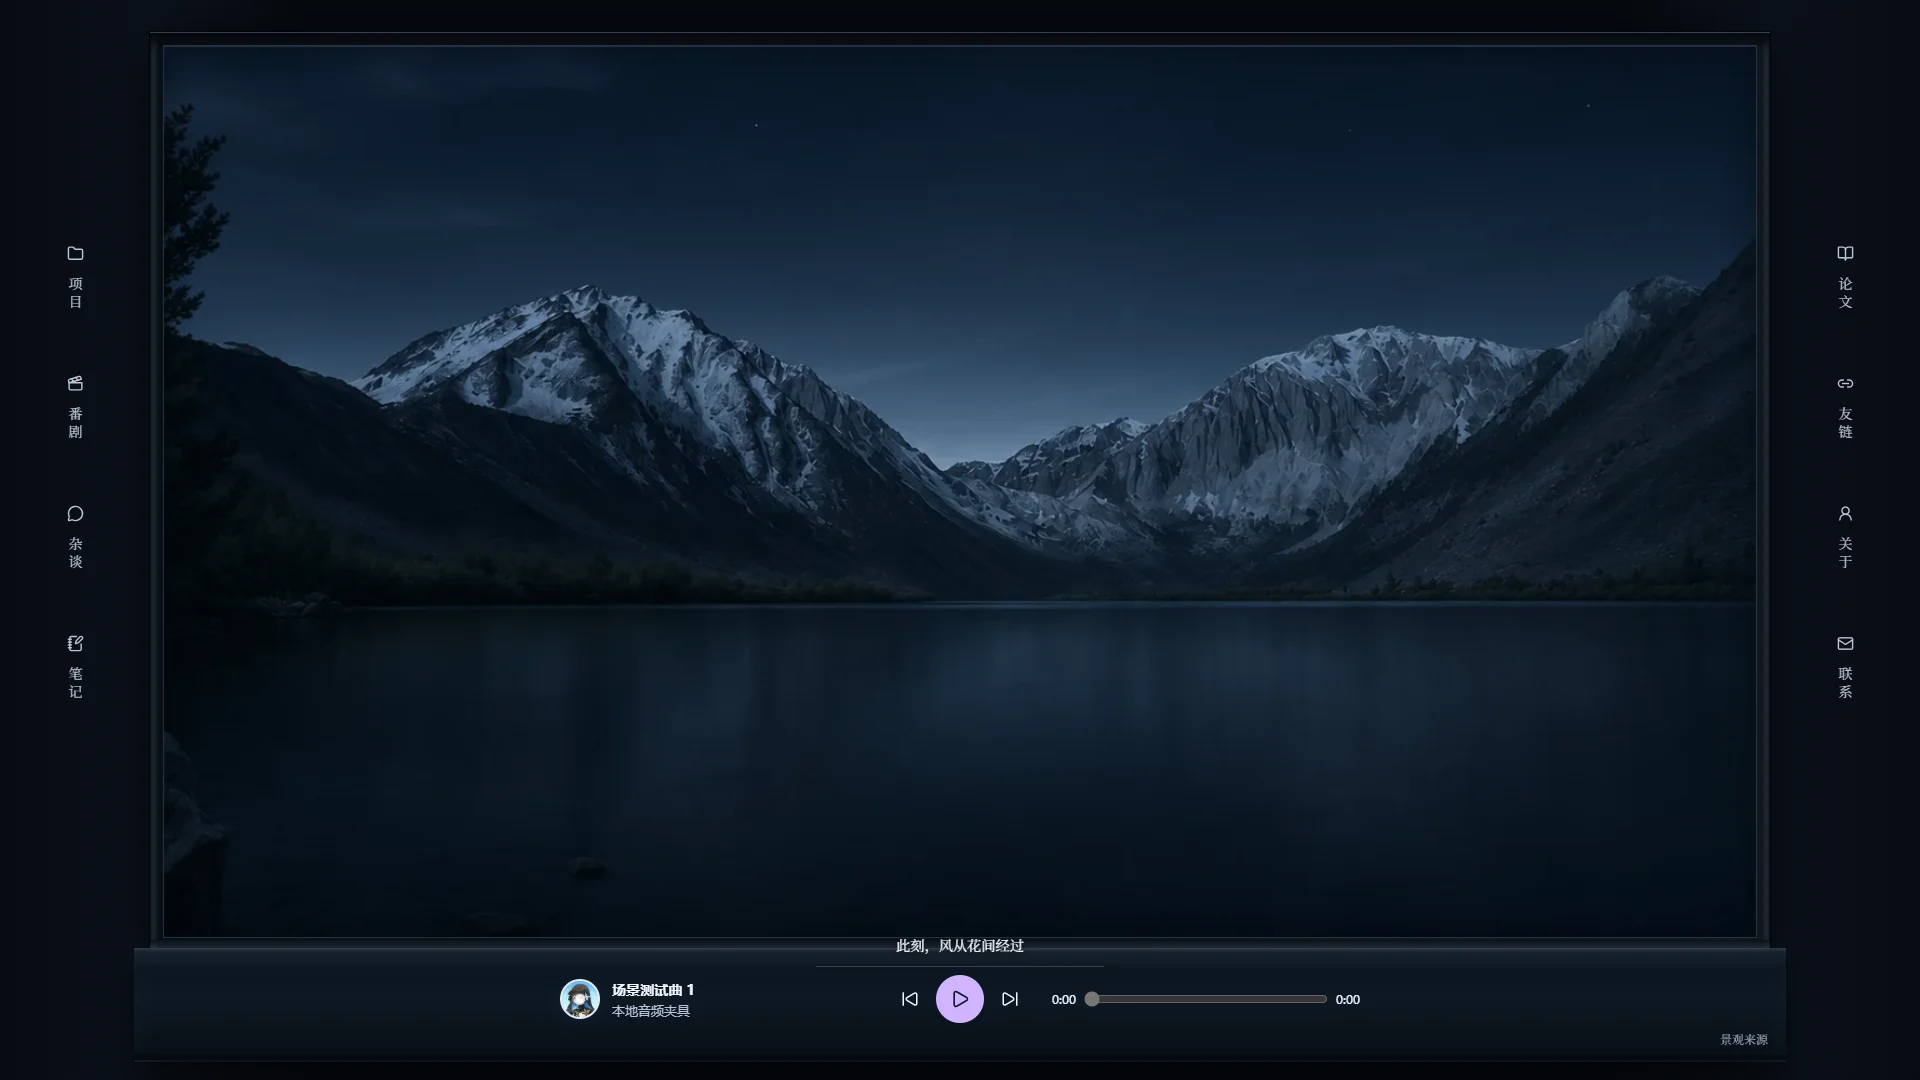 项目
番剧
杂谈
笔记
论文
友链
关于
联系
此刻，风从花间经过
场景测试曲 1
本地音频夹具
0:00
0:00
景观来源